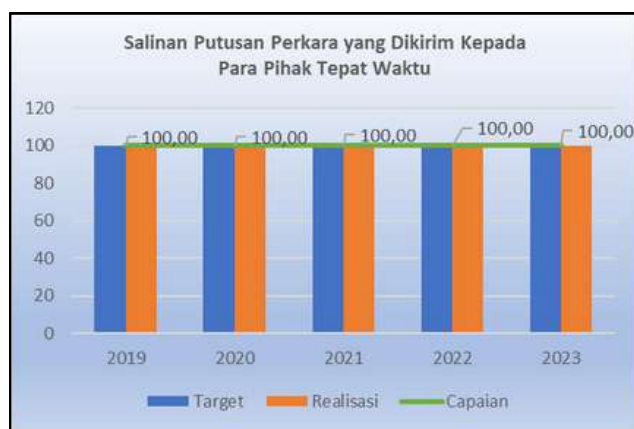 Salinan Putusan Perkara yang Dikirim Kepada
Para Pihak Tepat Waktu
120
100
80
60
40
20
0
100,00 100,00 100,00 100,00 100,00
2019 2020 2021 2022 2023
Target Realisasi Capaian